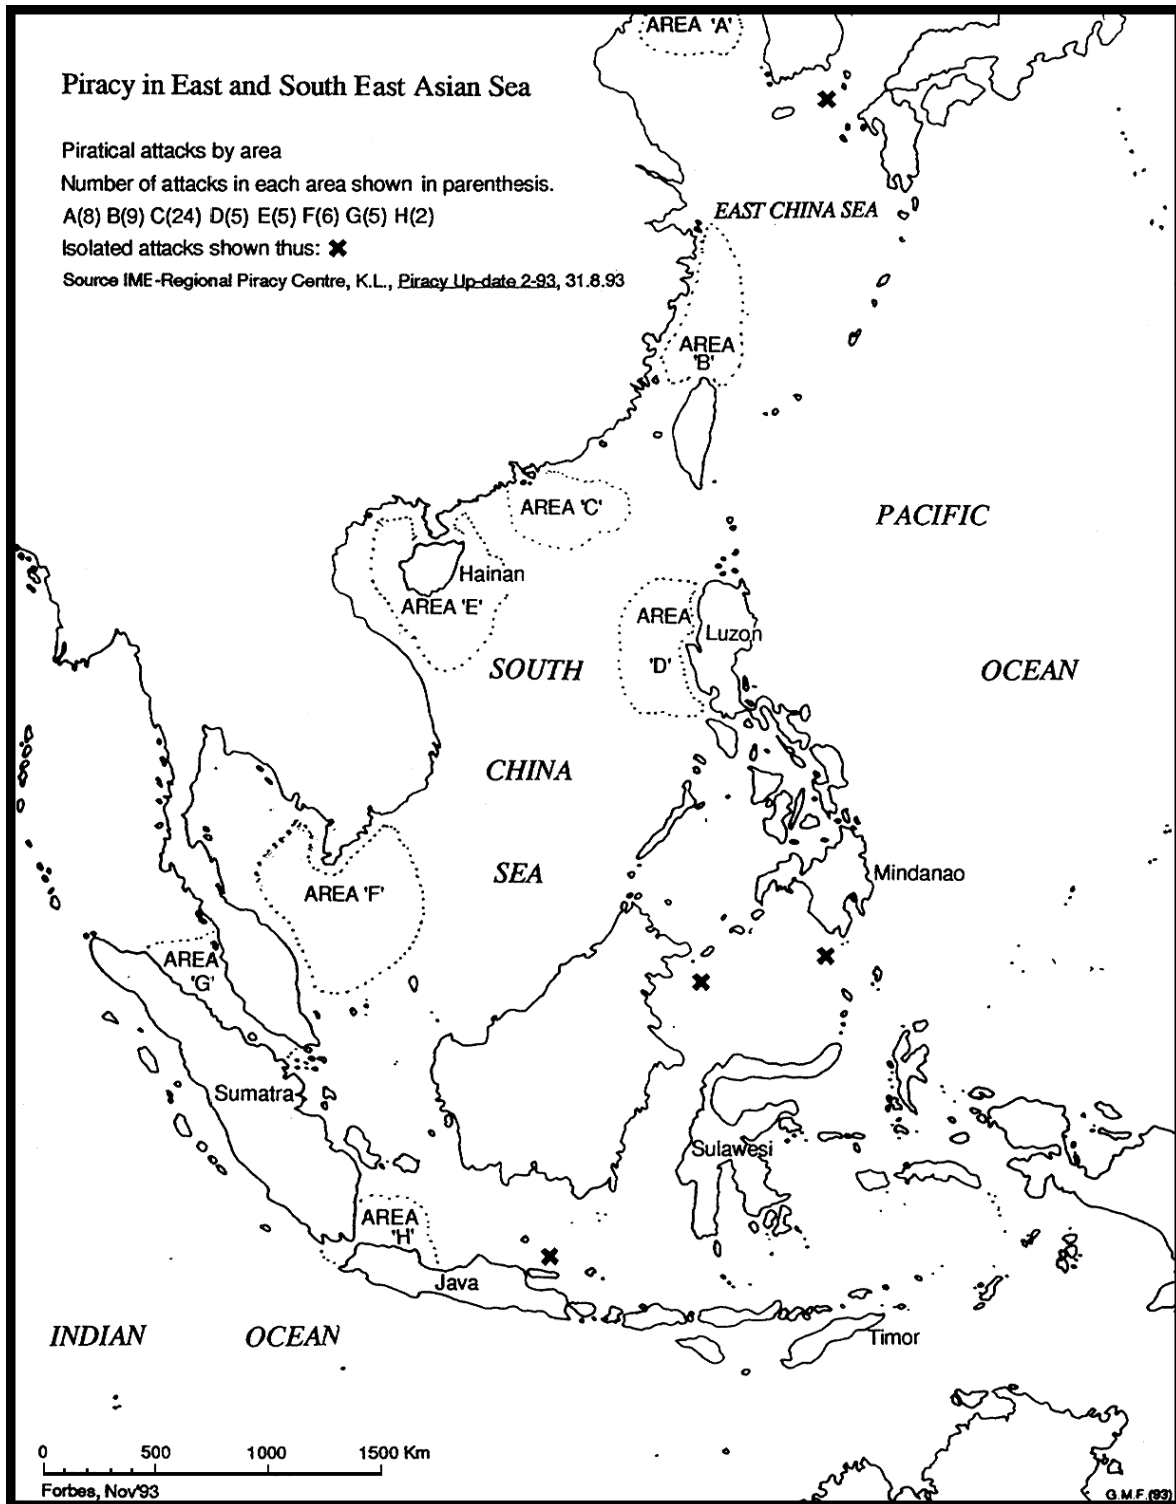 AREA 'A'
Piracy in East and South East Asian Sea
Piratical attacks by area
Number of attacks in each area shown in parenthesis.
A(8) B(9) C(24) D(5) E(5) F(6) G(5) H(2)
Isolated attacks shown thus: ✖
Source IME-Regional Piracy Centre, K.L., Piracy Up-date 2-93, 31.8.93
EAST CHINA SEA
AREA
'B'
AREA 'C'
PACIFIC
Hainan
AREA 'E'
AREA
'D'
Luzon
SOUTH
OCEAN
CHINA
SEA
Mindanao
AREA 'F'
AREA
'G'
Sumatra
Sulawesi
AREA
'H'
Java
INDIAN OCEAN
Timor
0 500 1000 1500 Km
Forbes, Nov'93
G.M.F.(93)